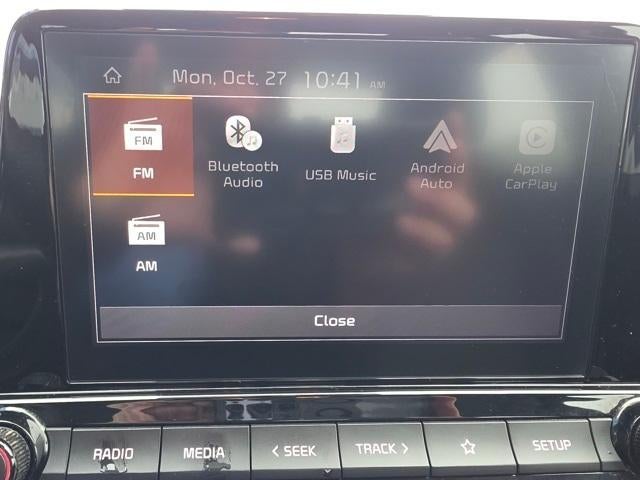 Mon, Oct. 27 10:41 AM
FM
FM
Bluetooth
Audio
USB Music
Android
Auto
Apple
CarPlay
AM
AM
Close
RADIO
MEDIA
< SEEK
TRACK >
SETUP